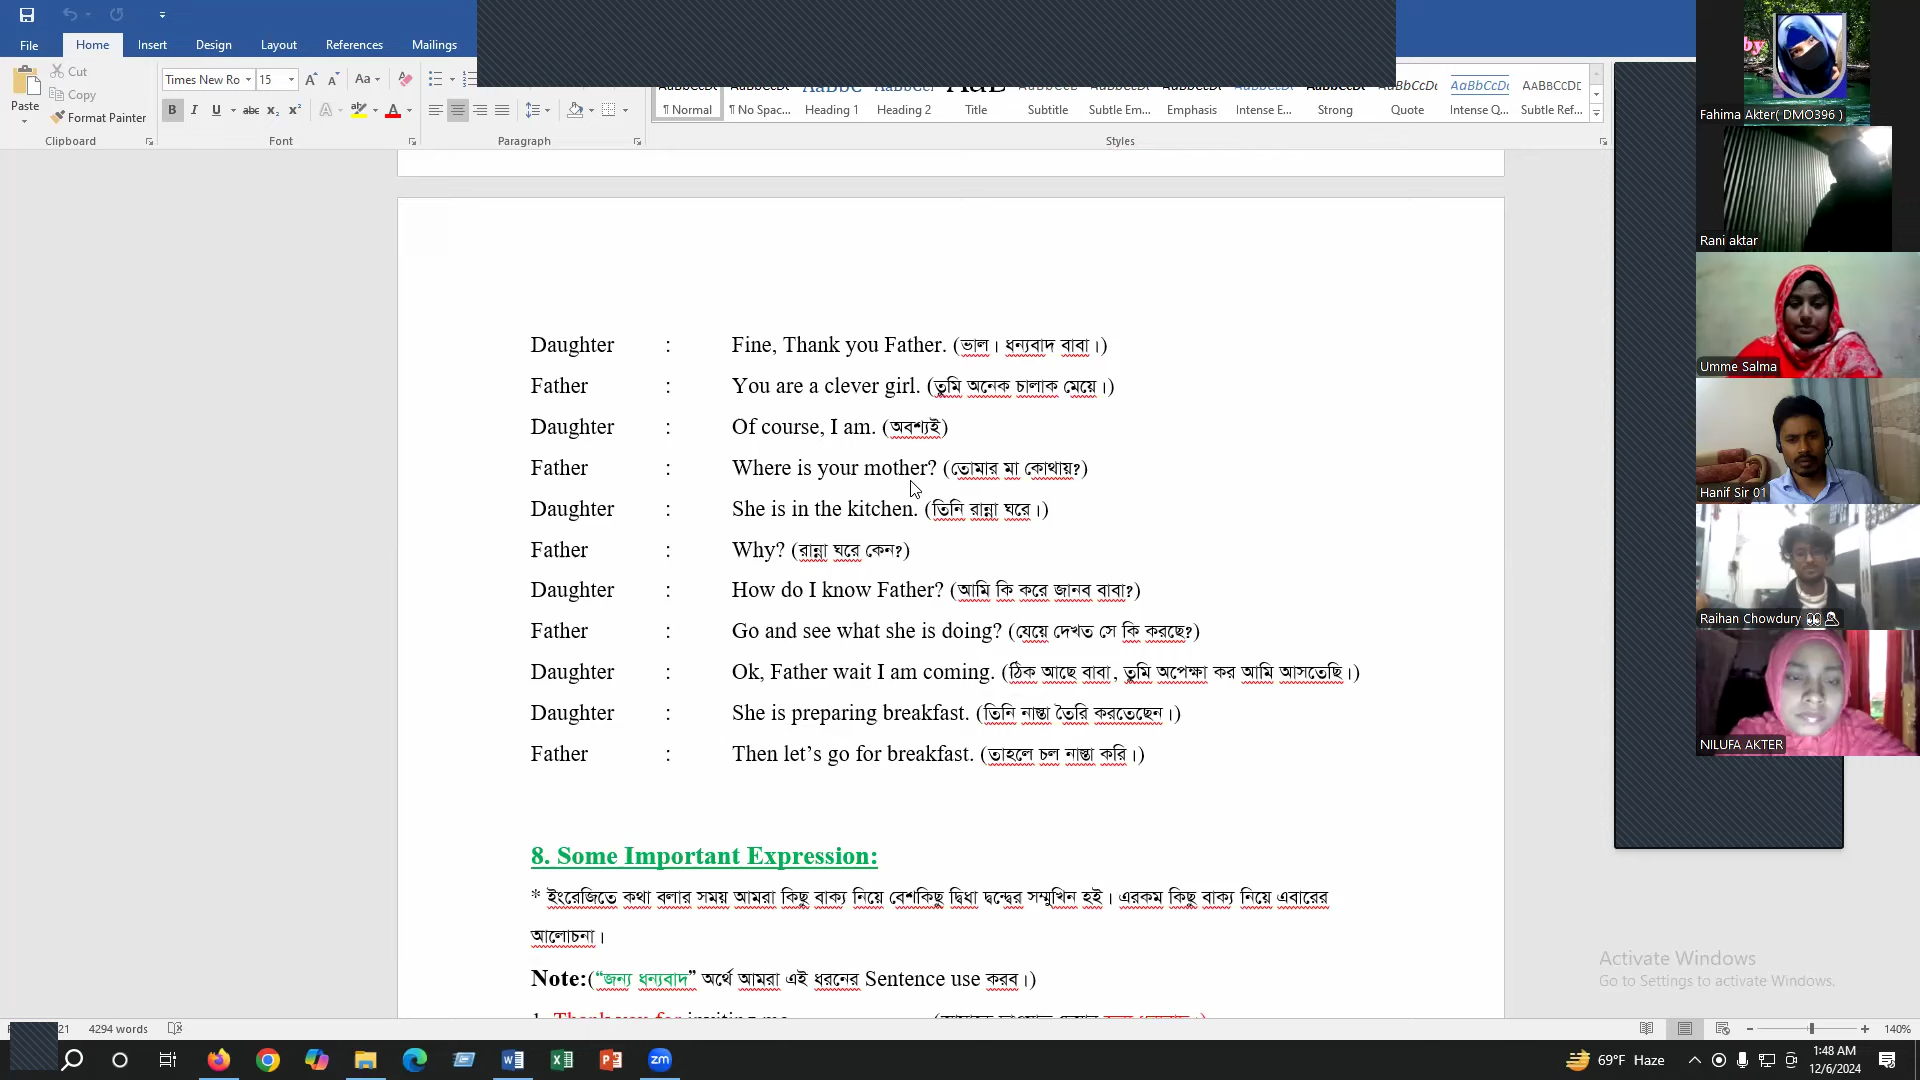 File Home Insert Design Layout References Mailings
Cut
Copy
Paste
Format Painter
Times New Ro 15
Clipboard Font Paragraph Styles
¶ Normal ¶ No Spac... Heading 1 Heading 2 Title Subtitle Subtle Em... Emphasis Intense E... Strong Quote Intense Q... Subtle Ref...
Daughter : Fine, Thank you Father. (ভাল। ধন্যবাদ বাবা।)
Father : You are a clever girl. (তুমি অনেক চালাক মেয়ে।)
Daughter : Of course, I am. (অবশ্যই)
Father : Where is your mother? (তোমার মা কোথায়?)
Daughter : She is in the kitchen. (তিনি রান্না ঘরে।)
Father : Why? (রান্না ঘরে কেন?)
Daughter : How do I know Father? (আমি কি করে জানব বাবা?)
Father : Go and see what she is doing? (যেয়ে দেখত সে কি করছে?)
Daughter : Ok, Father wait I am coming. (ঠিক আছে বাবা, তুমি অপেক্ষা কর আমি আসতেছি।)
Daughter : She is preparing breakfast. (তিনি নাস্তা তৈরি করতেছেন।)
Father : Then let’s go for breakfast. (তাহলে চল নাস্তা করি।)
8. Some Important Expression:
* ইংরেজিতে কথা বলার সময় আমরা কিছু বাক্য নিয়ে বেশকিছু দ্বিধা দ্বন্দ্বের সম্মুখিন হই। এরকম কিছু বাক্য নিয়ে এবারের
আলোচনা।
Note:(“জন্য ধন্যবাদ” অর্থে আমরা এই ধরনের Sentence use করব।)
1. Thank you for inviting me
Fahima Akter( DMO396 )
Rani aktar
Umme Salma
Hanif Sir 01
Raihan Chowdury
NILUFA AKTER
Activate Windows
Go to Settings to activate Windows.
21 4294 words
140%
69°F Haze
1:48 AM
12/6/2024